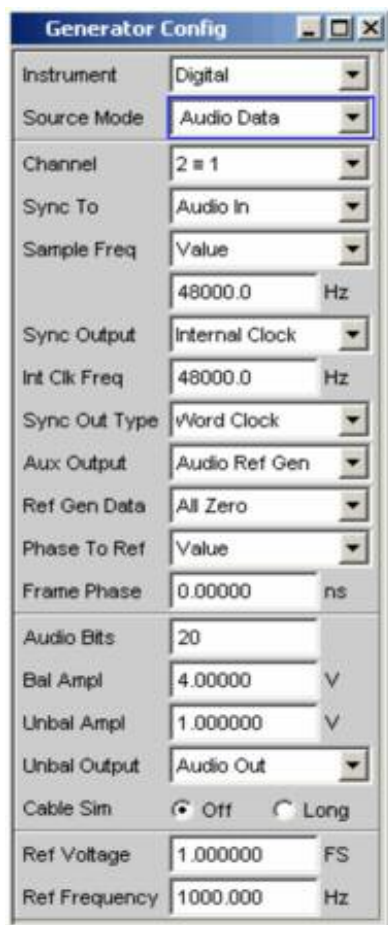 Generator Config
Instrument Digital
Source Mode Audio Data
Channel 2 ≡ 1
Sync To Audio In
Sample Freq Value
48000.0 Hz
Sync Output Internal Clock
Int Clk Freq 48000.0 Hz
Sync Out Type Word Clock
Aux Output Audio Ref Gen
Ref Gen Data All Zero
Phase To Ref Value
Frame Phase 0.00000 ns
Audio Bits 20
Bal Ampl 4.00000 V
Unbal Ampl 1.000000 V
Unbal Output Audio Out
Cable Sim Off Long
Ref Voltage 1.000000 FS
Ref Frequency 1000.000 Hz